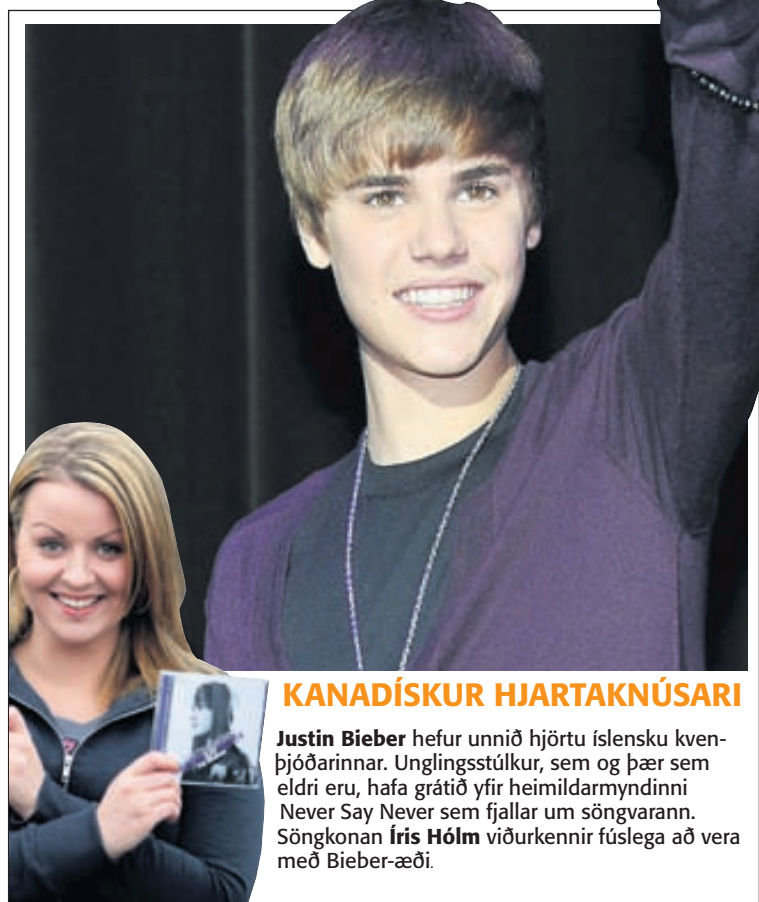 KANADÍSKUR HJARTAKNÚSARI
Justin Bieber hefur unnið hjörtu íslensku kven-
þjóðarinnar. Unglingsstúlkur, sem og þær sem
eldri eru, hafa grátið yfir heimildarmyndinni
Never Say Never sem fjallar um söngvarann.
Söngkonan Íris Hólm viðurkennir fúslega að vera
með Bieber-æði.